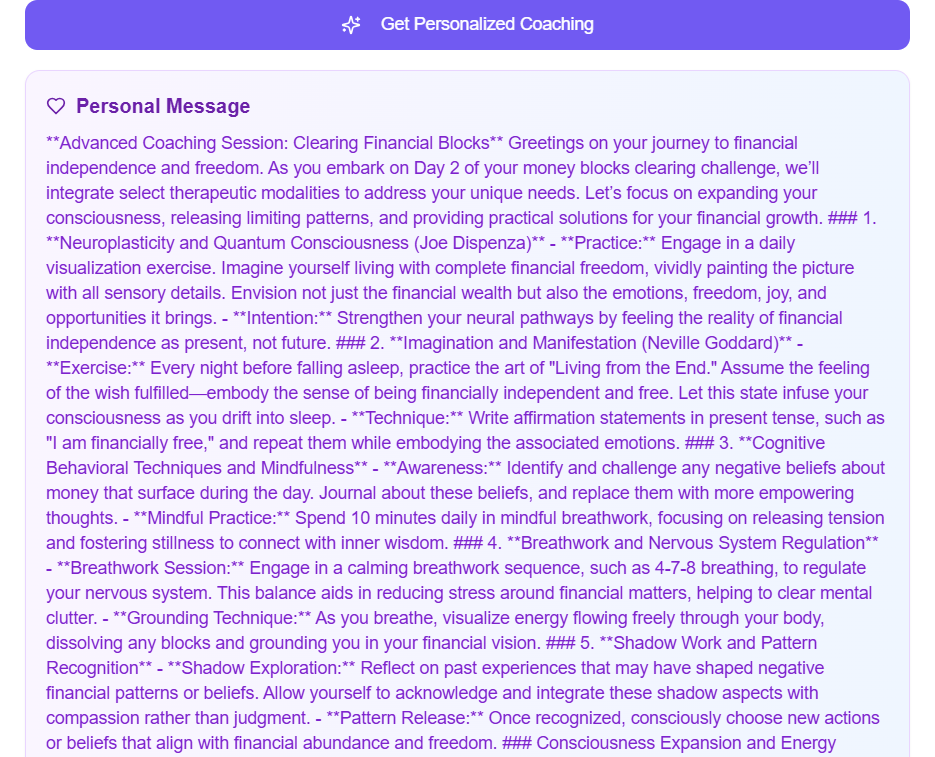 Get Personalized Coaching
Personal Message
**Advanced Coaching Session: Clearing Financial Blocks** Greetings on your journey to financial
independence and freedom. As you embark on Day 2 of your money blocks clearing challenge, we’ll
integrate select therapeutic modalities to address your unique needs. Let’s focus on expanding your
consciousness, releasing limiting patterns, and providing practical solutions for your financial growth. ### 1.
**Neuroplasticity and Quantum Consciousness (Joe Dispenza)** - **Practice:** Engage in a daily
visualization exercise. Imagine yourself living with complete financial freedom, vividly painting the picture
with all sensory details. Envision not just the financial wealth but also the emotions, freedom, joy, and
opportunities it brings. - **Intention:** Strengthen your neural pathways by feeling the reality of financial
independence as present, not future. ### 2. **Imagination and Manifestation (Neville Goddard)** -
**Exercise:** Every night before falling asleep, practice the art of "Living from the End." Assume the feeling
of the wish fulfilled—embody the sense of being financially independent and free. Let this state infuse your
consciousness as you drift into sleep. - **Technique:** Write affirmation statements in present tense, such as
"I am financially free," and repeat them while embodying the associated emotions. ### 3. **Cognitive
Behavioral Techniques and Mindfulness** - **Awareness:** Identify and challenge any negative beliefs about
money that surface during the day. Journal about these beliefs, and replace them with more empowering
thoughts. - **Mindful Practice:** Spend 10 minutes daily in mindful breathwork, focusing on releasing tension
and fostering stillness to connect with inner wisdom. ### 4. **Breathwork and Nervous System Regulation**
- **Breathwork Session:** Engage in a calming breathwork sequence, such as 4-7-8 breathing, to regulate
your nervous system. This balance aids in reducing stress around financial matters, helping to clear mental
clutter. - **Grounding Technique:** As you breathe, visualize energy flowing freely through your body,
dissolving any blocks and grounding you in your financial vision. ### 5. **Shadow Work and Pattern
Recognition** - **Shadow Exploration:** Reflect on past experiences that may have shaped negative
financial patterns or beliefs. Allow yourself to acknowledge and integrate these shadow aspects with
compassion rather than judgment. - **Pattern Release:** Once recognized, consciously choose new actions
or beliefs that align with financial abundance and freedom. ### Consciousness Expansion and Energy